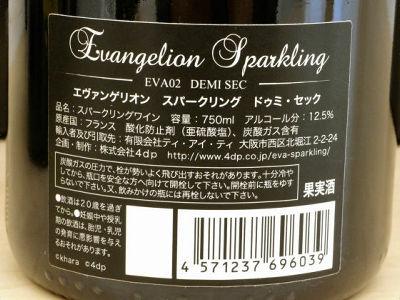 Evangelion Sparkling
EVA02 DEMI SEC
エヴァンゲリオン スパークリング ドゥミ・セック
品名：スパークリングワイン 容量：750ml アルコール分：12.5%
原産国：フランス 酸化防止剤（亜硫酸塩）、炭酸ガス含有
輸入者及び引取先：有限会社ティ・アイ・ティ 大阪市西区北堀江 2-2-24
企画・制作：株式会社４dp http://www.4dp.co.jp/eva-sparkling/
炭酸ガスの圧力で、栓が勢いよく飛び出すおそれがあります。十分冷や
してから、瓶口を安全な方へ向けて開栓して下さい。開栓前に瓶をゆす
らないで下さい。又、飲みかけの瓶には再栓しないで下さい。
●飲酒は20歳を過ぎ
てから。●妊娠中や授乳
期の飲酒は、胎児・乳児
の発育に悪影響を与え
るおそれがあります。
©khara ©4dp
果実酒
4 571237 696039